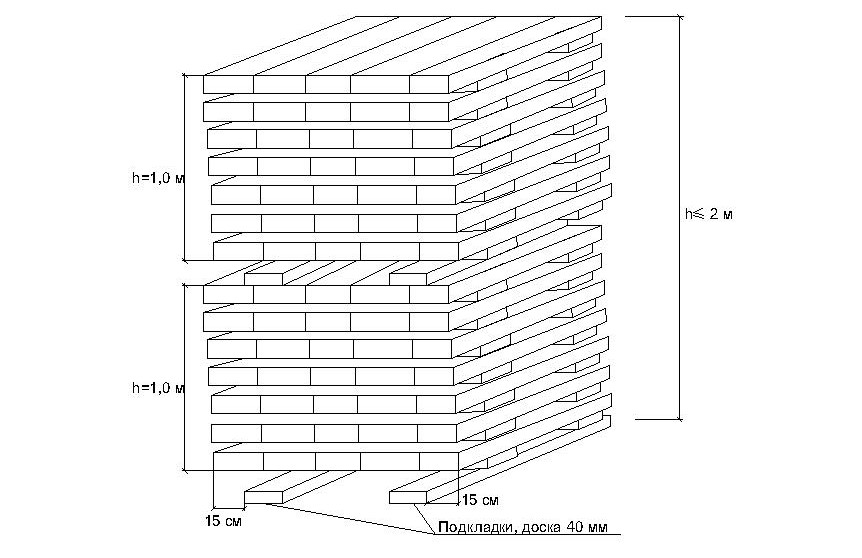 h=1,0 м
h⩽ 2 м
h=1,0 м
15 см
15 см
Подкладки, доска 40 мм